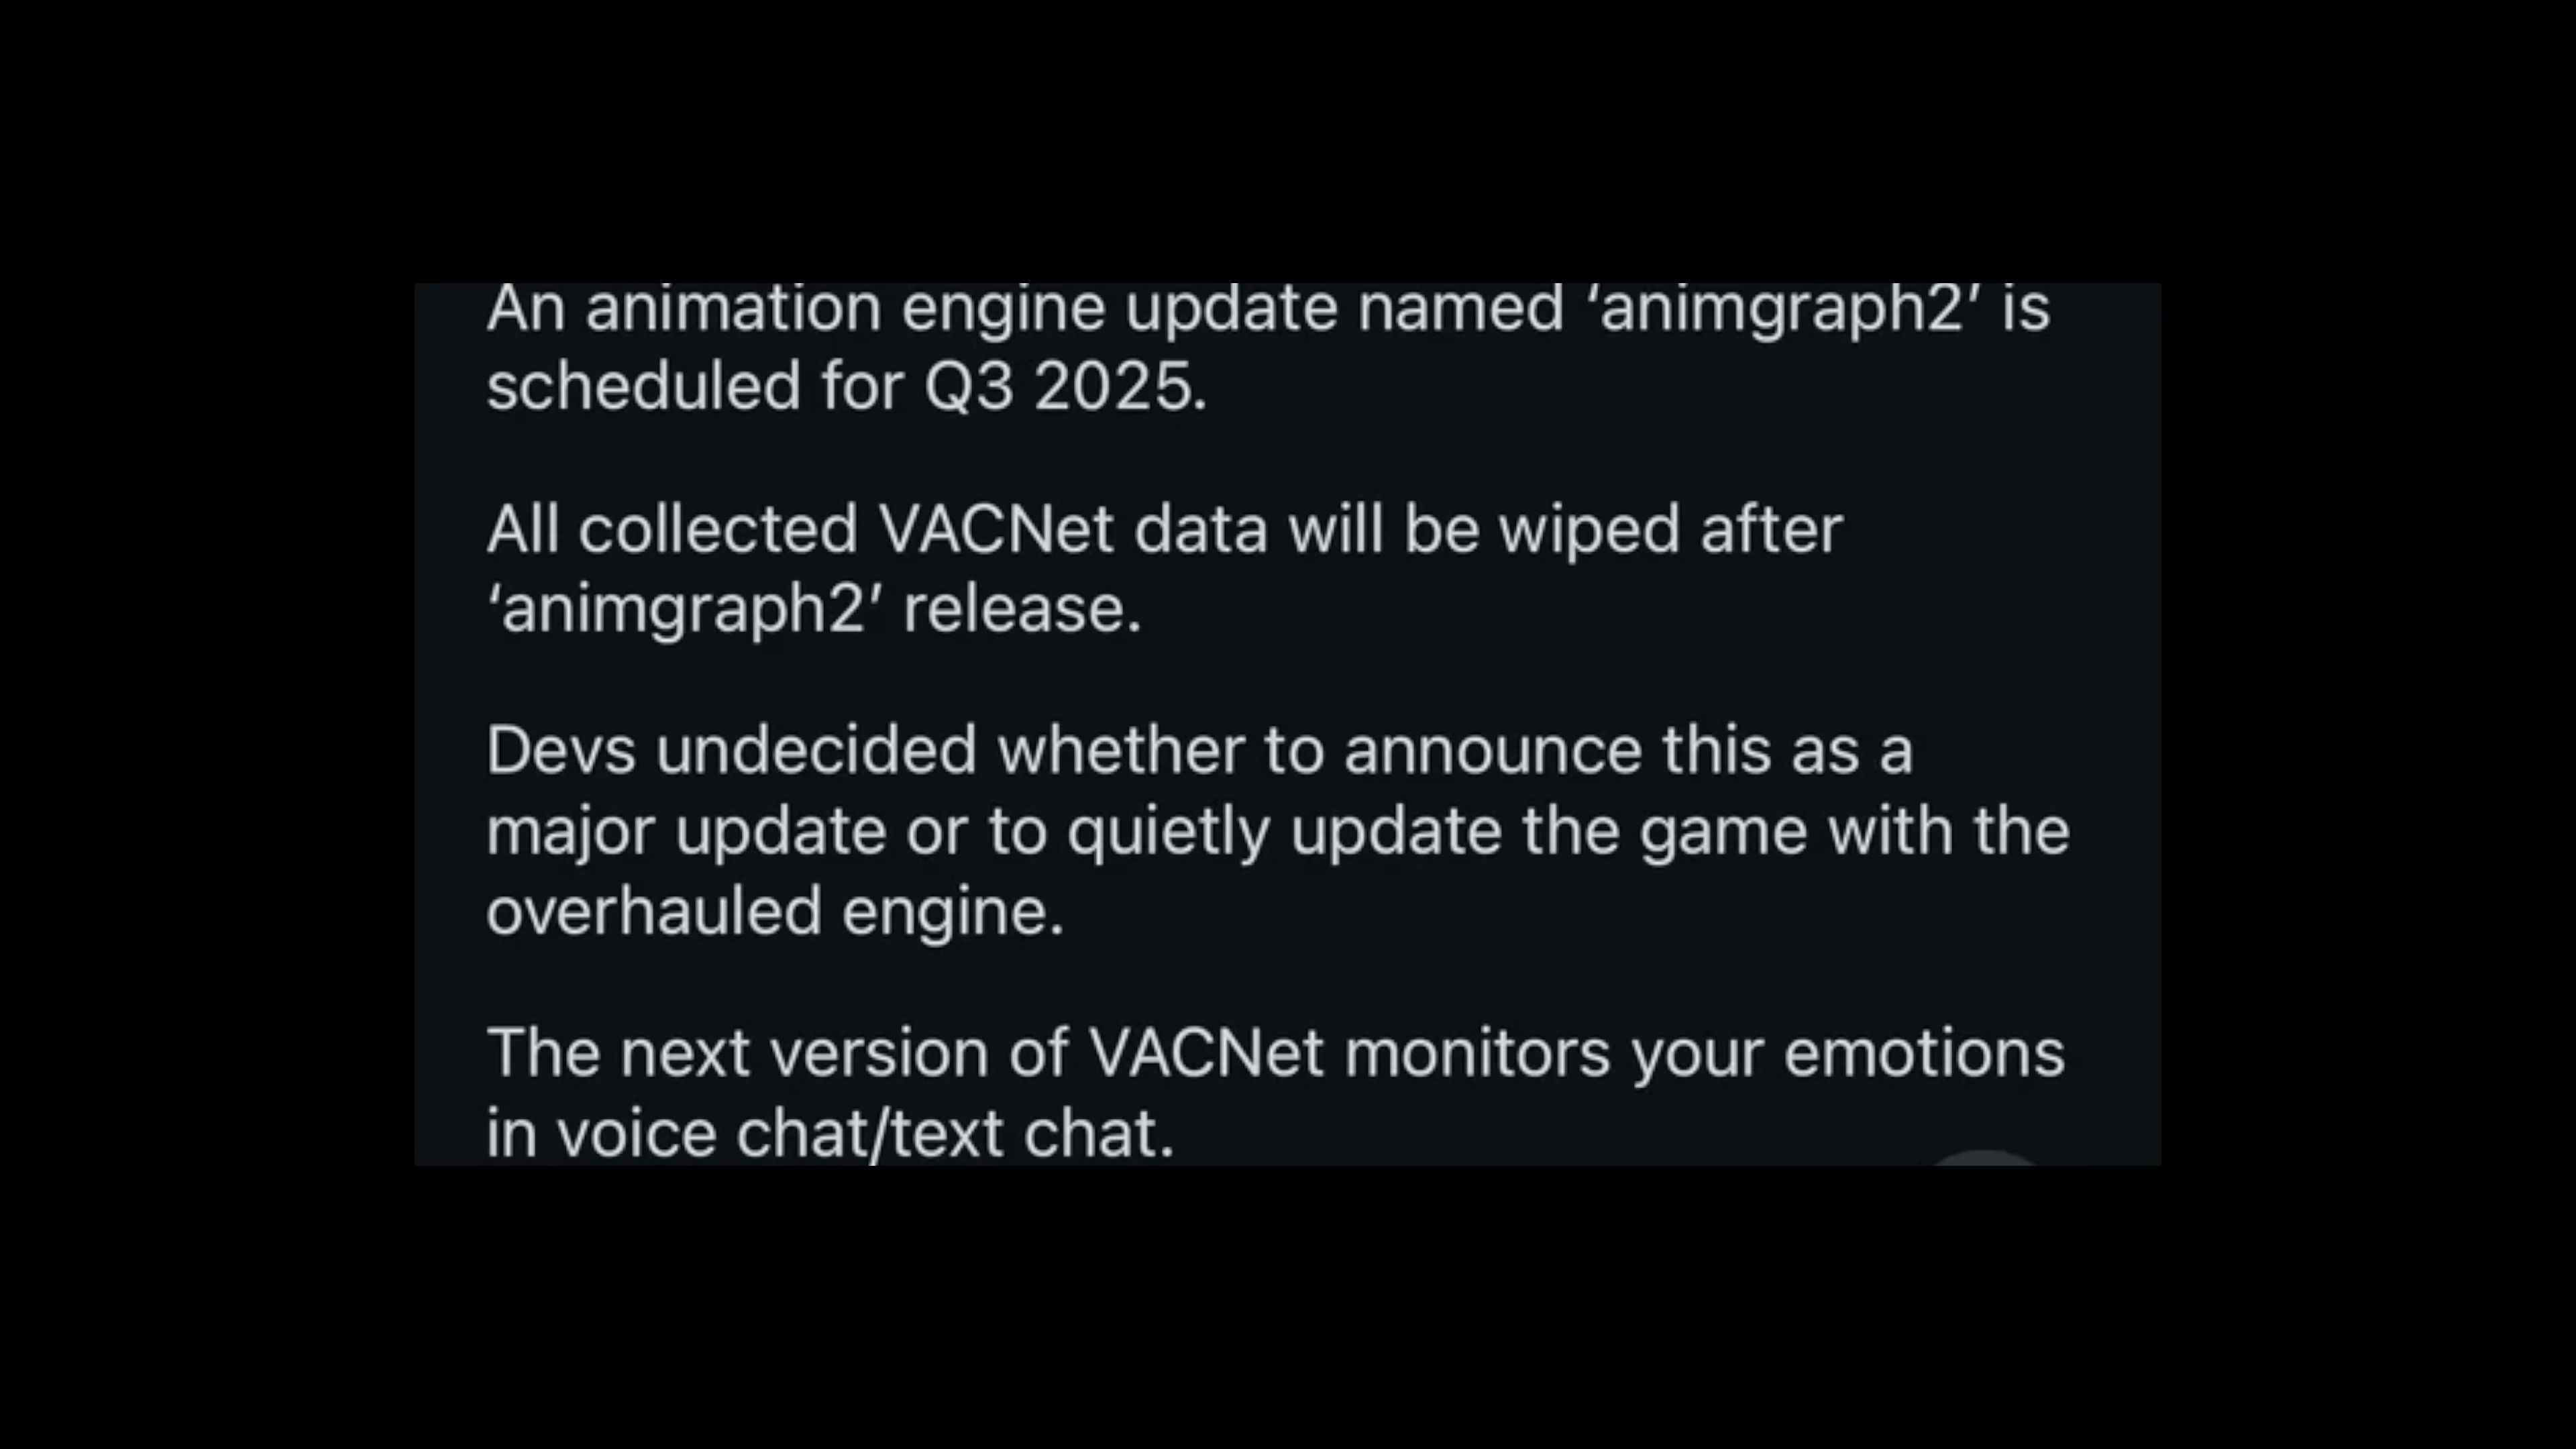 An animation engine update named ‘animgraph2’ is
scheduled for Q3 2025.
All collected VACNet data will be wiped after
‘animgraph2’ release.
Devs undecided whether to announce this as a
major update or to quietly update the game with the
overhauled engine.
The next version of VACNet monitors your emotions
in voice chat/text chat.